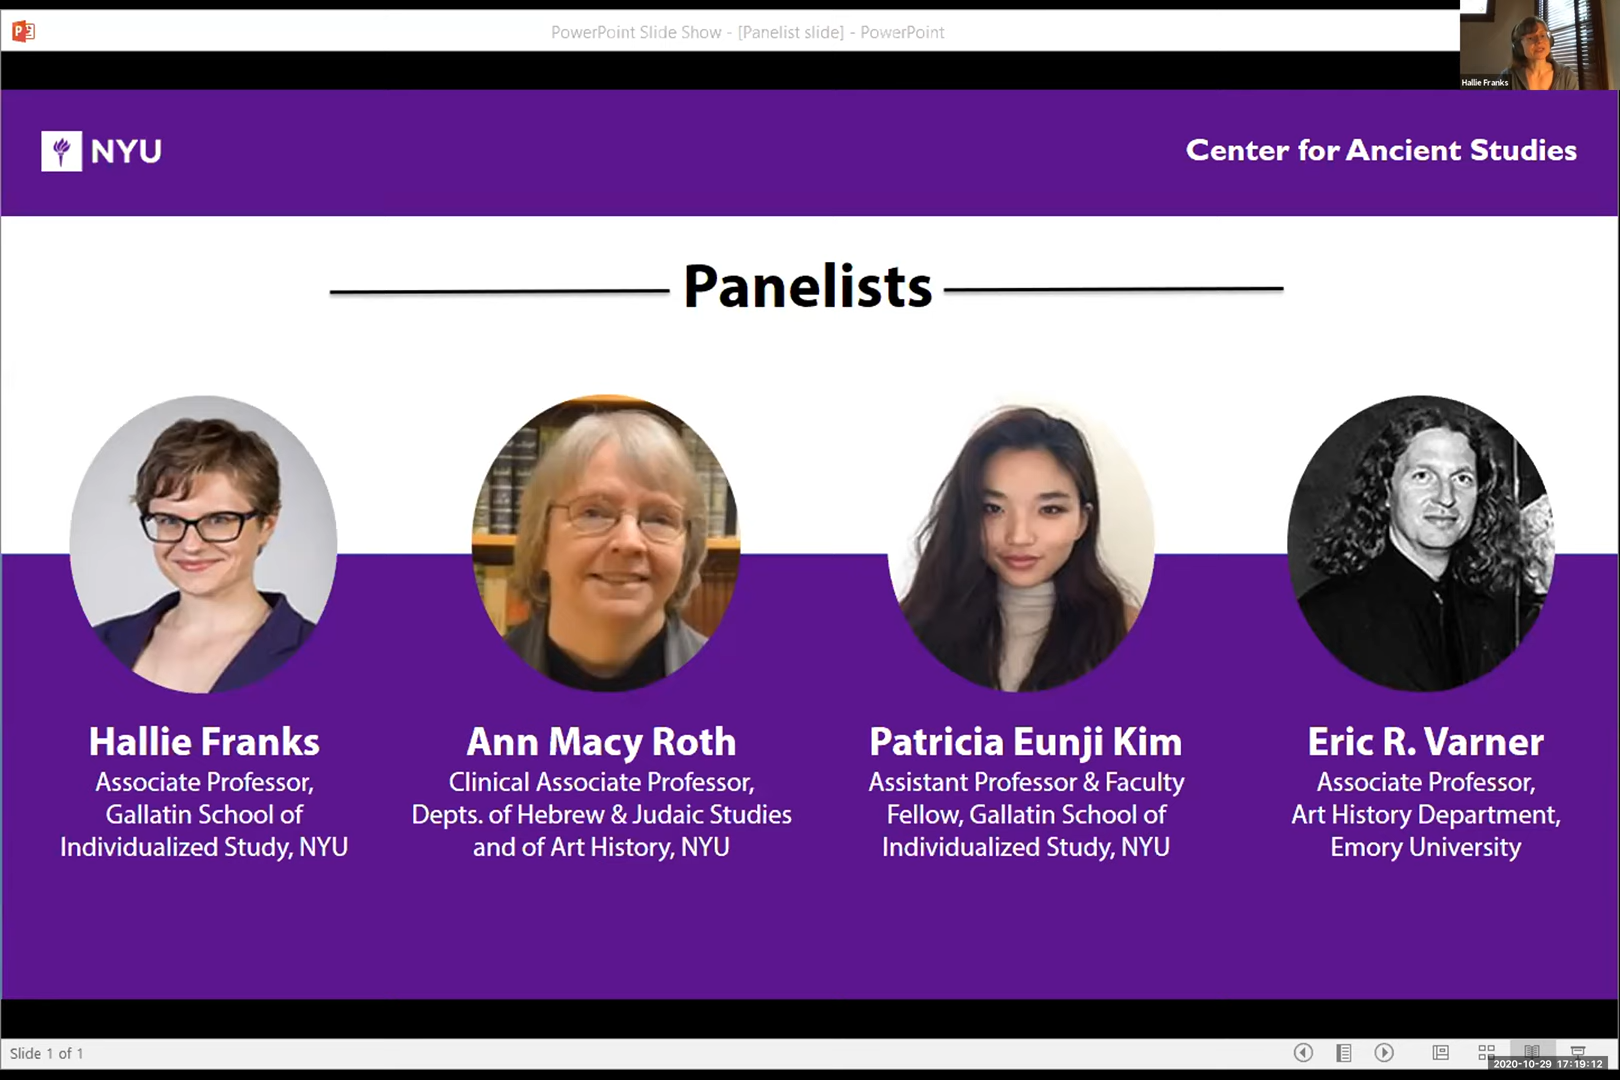 PowerPoint Slide Show - [Panelist slide] - PowerPoint
Hallie Franks
NYU
Center for Ancient Studies
Panelists
Hallie Franks
Associate Professor,
Gallatin School of
Individualized Study, NYU
Ann Macy Roth
Clinical Associate Professor,
Depts. of Hebrew & Judaic Studies
and of Art History, NYU
Patricia Eunji Kim
Assistant Professor & Faculty
Fellow, Gallatin School of
Individualized Study, NYU
Eric R. Varner
Associate Professor,
Art History Department,
Emory University
Slide 1 of 1
2020-10-29 17:19:12